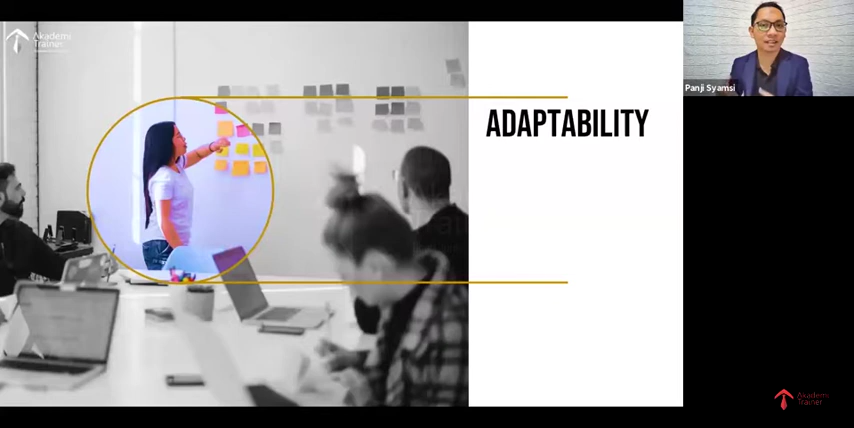 Akademi
Trainer
ADAPTABILITY
Panji Syamsi
Akademi
Trainer